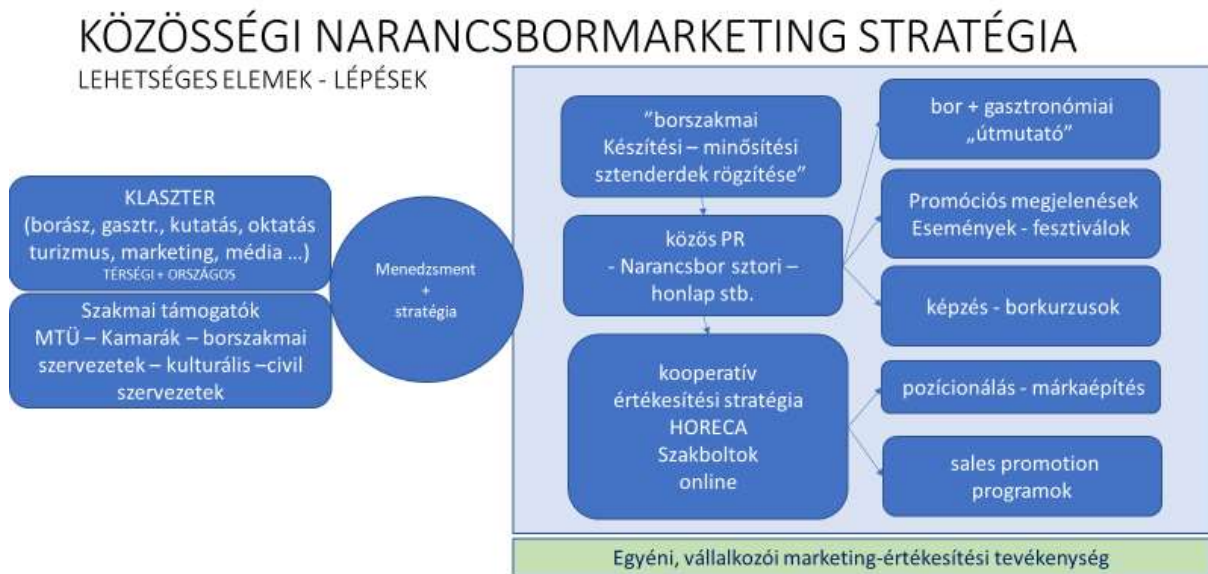 KÖZÖSSÉGI NARANCSBORMARKETING STRATÉGIA
LEHETSÉGES ELEMEK - LÉPÉSEK
KLASZTER
(borász, gasztr., kutatás, oktatás
turizmus, marketing, média ...)
TÉRSÉGI + ORSZÁGOS
Szakmai támogatók
MTÜ – Kamarák – borszakmai
szervezetek – kulturális –civil
szervezetek
Menedzsment
+
stratégia
"borszakmai
Készítési – minősítési
sztenderdek rögzítése"
közös PR
- Narancsbor sztori –
honlap stb.
kooperatív
értékesítési stratégia
HORECA
Szakboltok
online
bor + gasztronómiai
„útmutató”
Promóciós megjelenések
Események - fesztiválok
képzés - borkurzusok
pozícionálás - márkaépítés
sales promotion
programok
Egyéni, vállalkozói marketing-értékesítési tevékenység